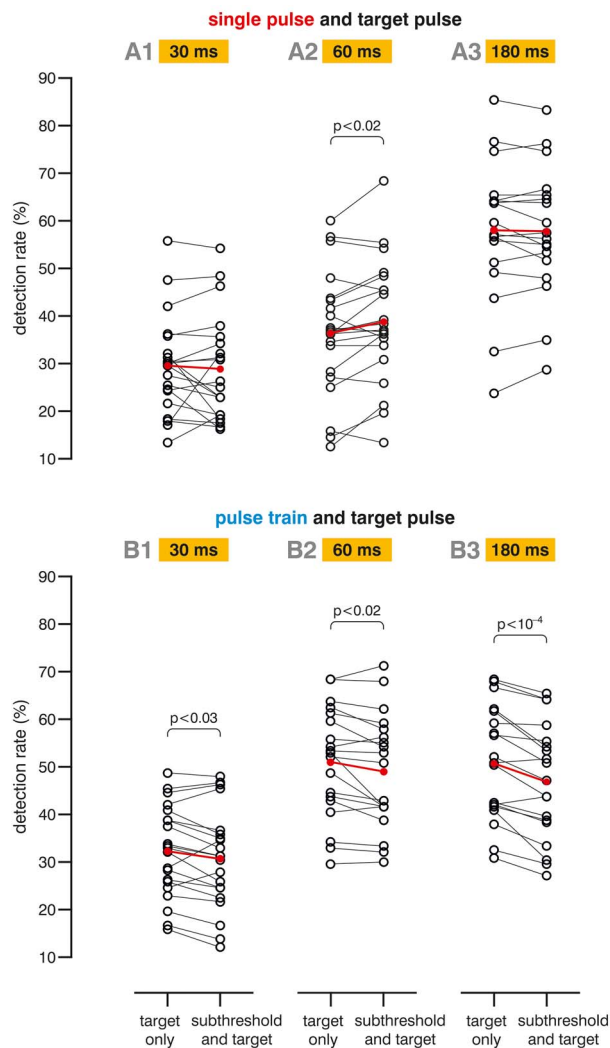 single pulse and target pulse
A1 30 ms A2 60 ms A3 180 ms
90
80
70
60
50
40
30
20
10
detection rate (%)
p<0.02
pulse train and target pulse
B1 30 ms B2 60 ms B3 180 ms
90
80
70
60
50
40
30
20
10
detection rate (%)
p<0.03
p<0.02
p<10⁻⁴
target only
subthreshold and target
target only
subthreshold and target
target only
subthreshold and target